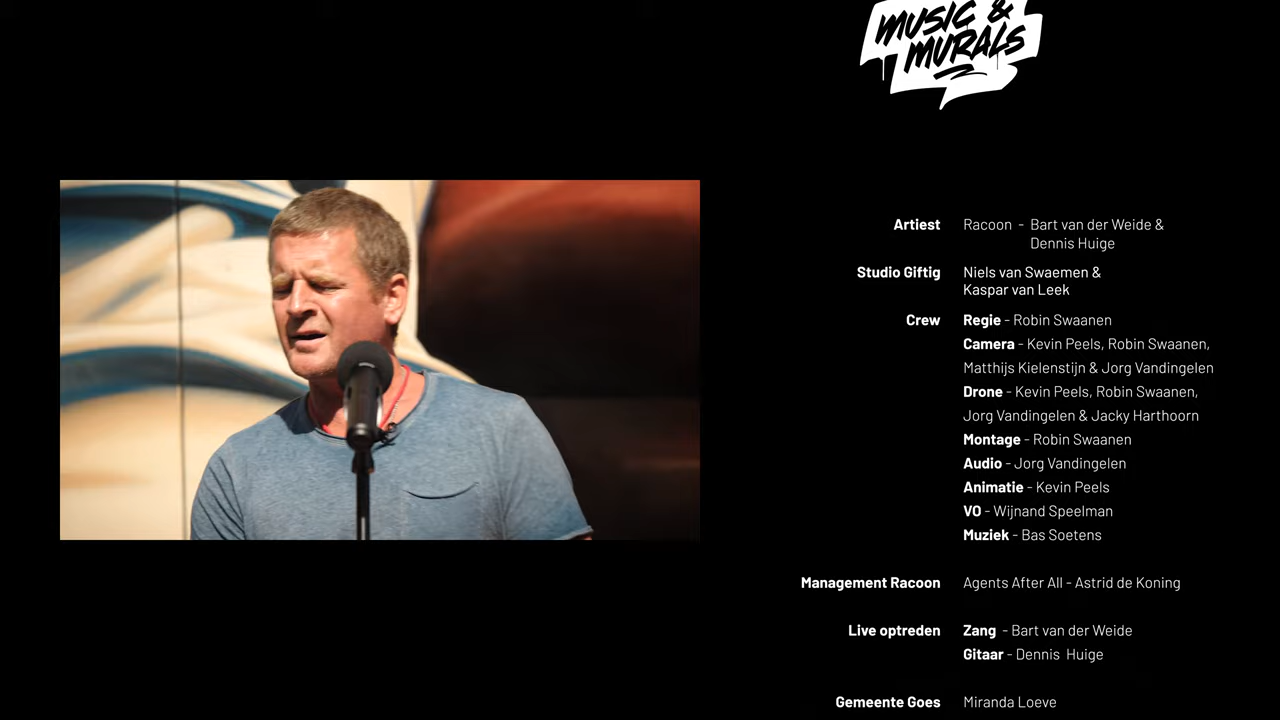 MUSIC &
MURALS
Artiest Racoon - Bart van der Weide &
Dennis Huige
Studio Giftig Niels van Swaemen &
Kaspar van Leek
Crew Regie - Robin Swaanen
Camera - Kevin Peels, Robin Swaanen,
Matthijs Kielenstijn & Jorg Vandingelen
Drone - Kevin Peels, Robin Swaanen,
Jorg Vandingelen & Jacky Harthoorn
Montage - Robin Swaanen
Audio - Jorg Vandingelen
Animatie - Kevin Peels
VO - Wijnand Speelman
Muziek - Bas Soetens
Management Racoon Agents After All - Astrid de Koning
Live optreden Zang - Bart van der Weide
Gitaar - Dennis Huige
Gemeente Goes Miranda Loeve